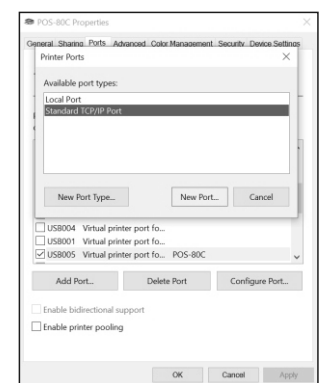 POS-80C Properties
General Sharing Ports Advanced Color Management Security Device Settings
Printer Ports
Available port types:
Local Port
Standard TCP/IP Port
New Port Type... New Port... Cancel
USB004 Virtual printer port fo...
USB001 Virtual printer port fo...
USB005 Virtual printer port fo... POS-80C
Add Port... Delete Port Configure Port...
Enable bidirectional support
Enable printer pooling
OK Cancel Apply